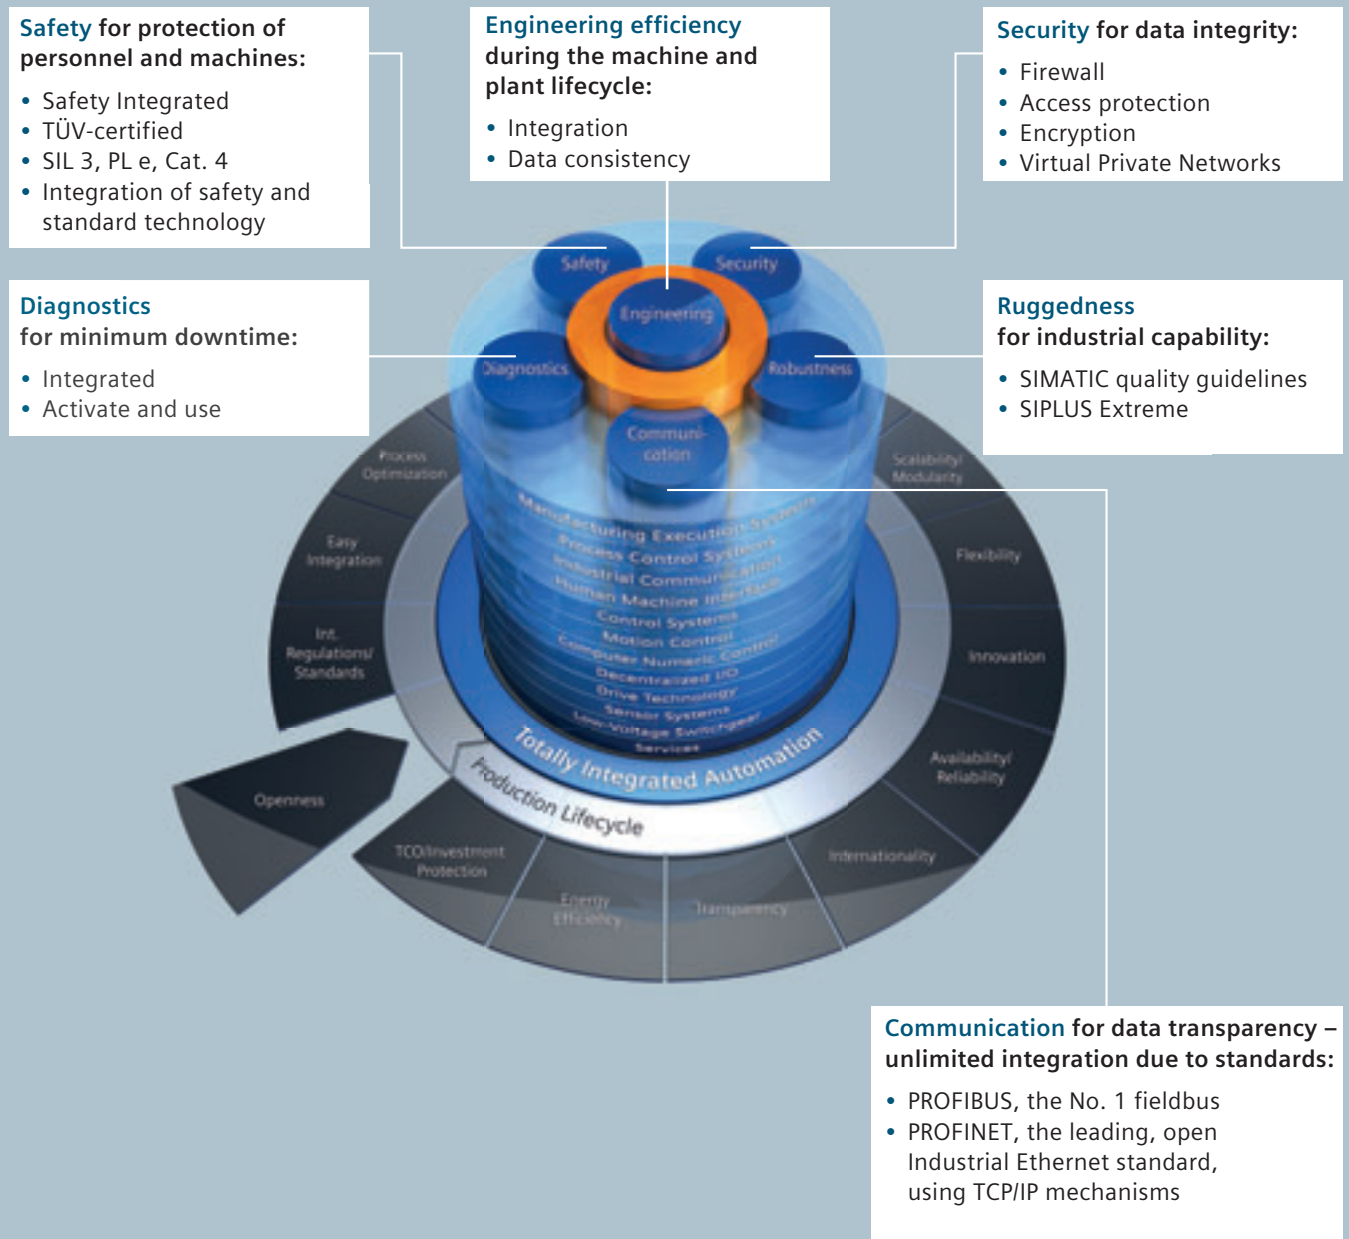 Safety for protection of
personnel and machines:
• Safety Integrated
• TÜV-certified
• SIL 3, PL e, Cat. 4
• Integration of safety and
standard technology
Engineering efficiency
during the machine and
plant lifecycle:
• Integration
• Data consistency
Security for data integrity:
• Firewall
• Access protection
• Encryption
• Virtual Private Networks
Diagnostics
for minimum downtime:
• Integrated
• Activate and use
Ruggedness
for industrial capability:
• SIMATIC quality guidelines
• SIPLUS Extreme
Safety
Security
Engineering
Diagnostics
Robustness
Communi-
cation
Process
Optimization
Scalability/
Modularity
Easy
Integration
Flexibility
Int.
Regulations/
Standards
Innovation
Manufacturing Execution Systems
Process Control Systems
Industrial Communication
Human Machine Interface
Control Systems
Motion Control
Computer Numeric Control
Decentralized I/O
Drive Technology
Sensor Systems
Low-Voltage Switchgear
Services
Totally Integrated Automation
Production Lifecycle
Availability/
Reliability
Openness
TCO/Investment
Protection
Internationality
Energy
Efficiency
Transparency
Communication for data transparency –
unlimited integration due to standards:
• PROFIBUS, the No. 1 fieldbus
• PROFINET, the leading, open
Industrial Ethernet standard,
using TCP/IP mechanisms